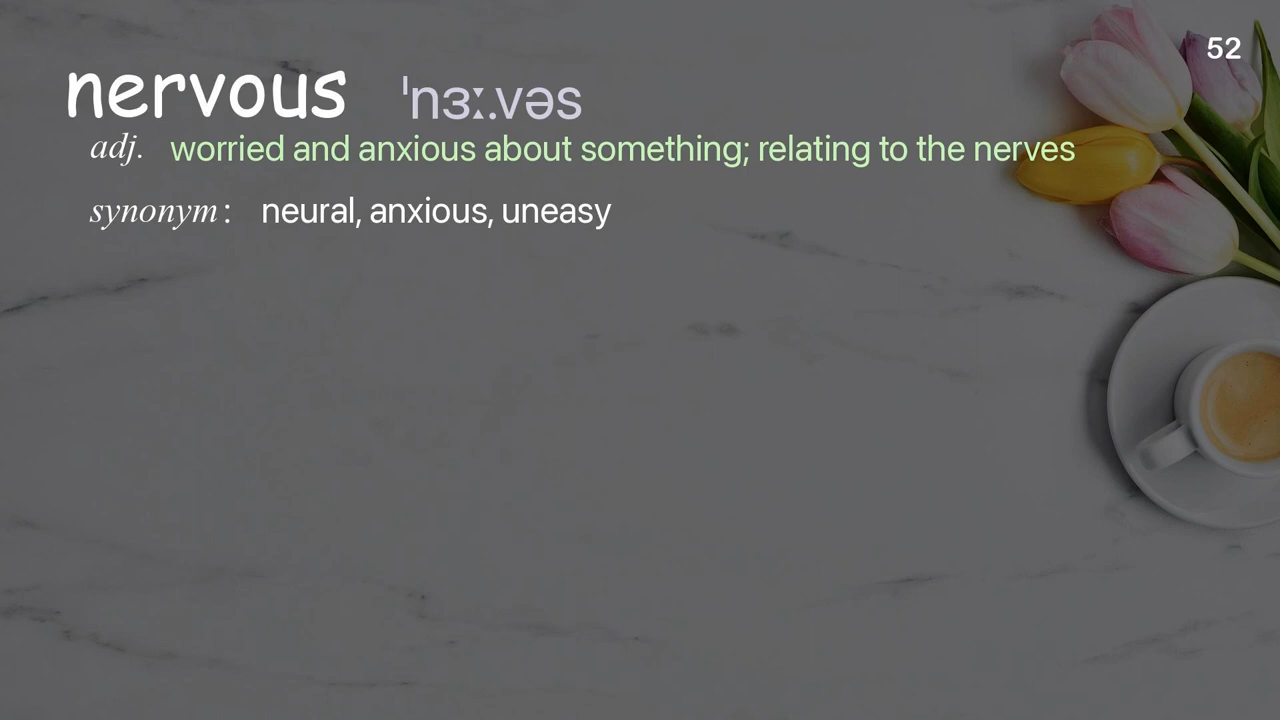 52
nervous ˈnɜː.vəs
adj. worried and anxious about something; relating to the nerves
synonym: neural, anxious, uneasy